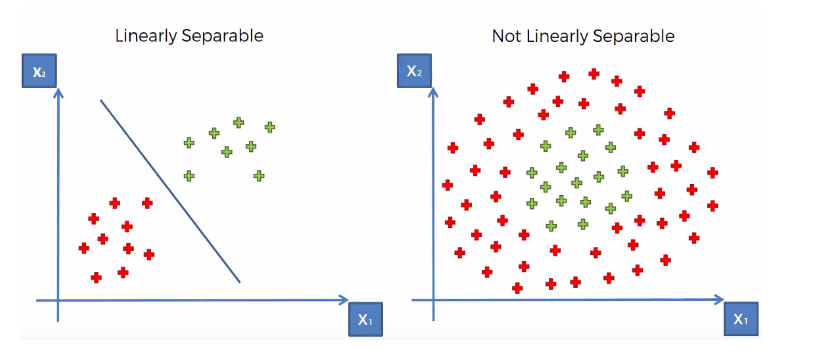 Linearly Separable
Not Linearly Separable
X₂
X₂
X₁
X₁